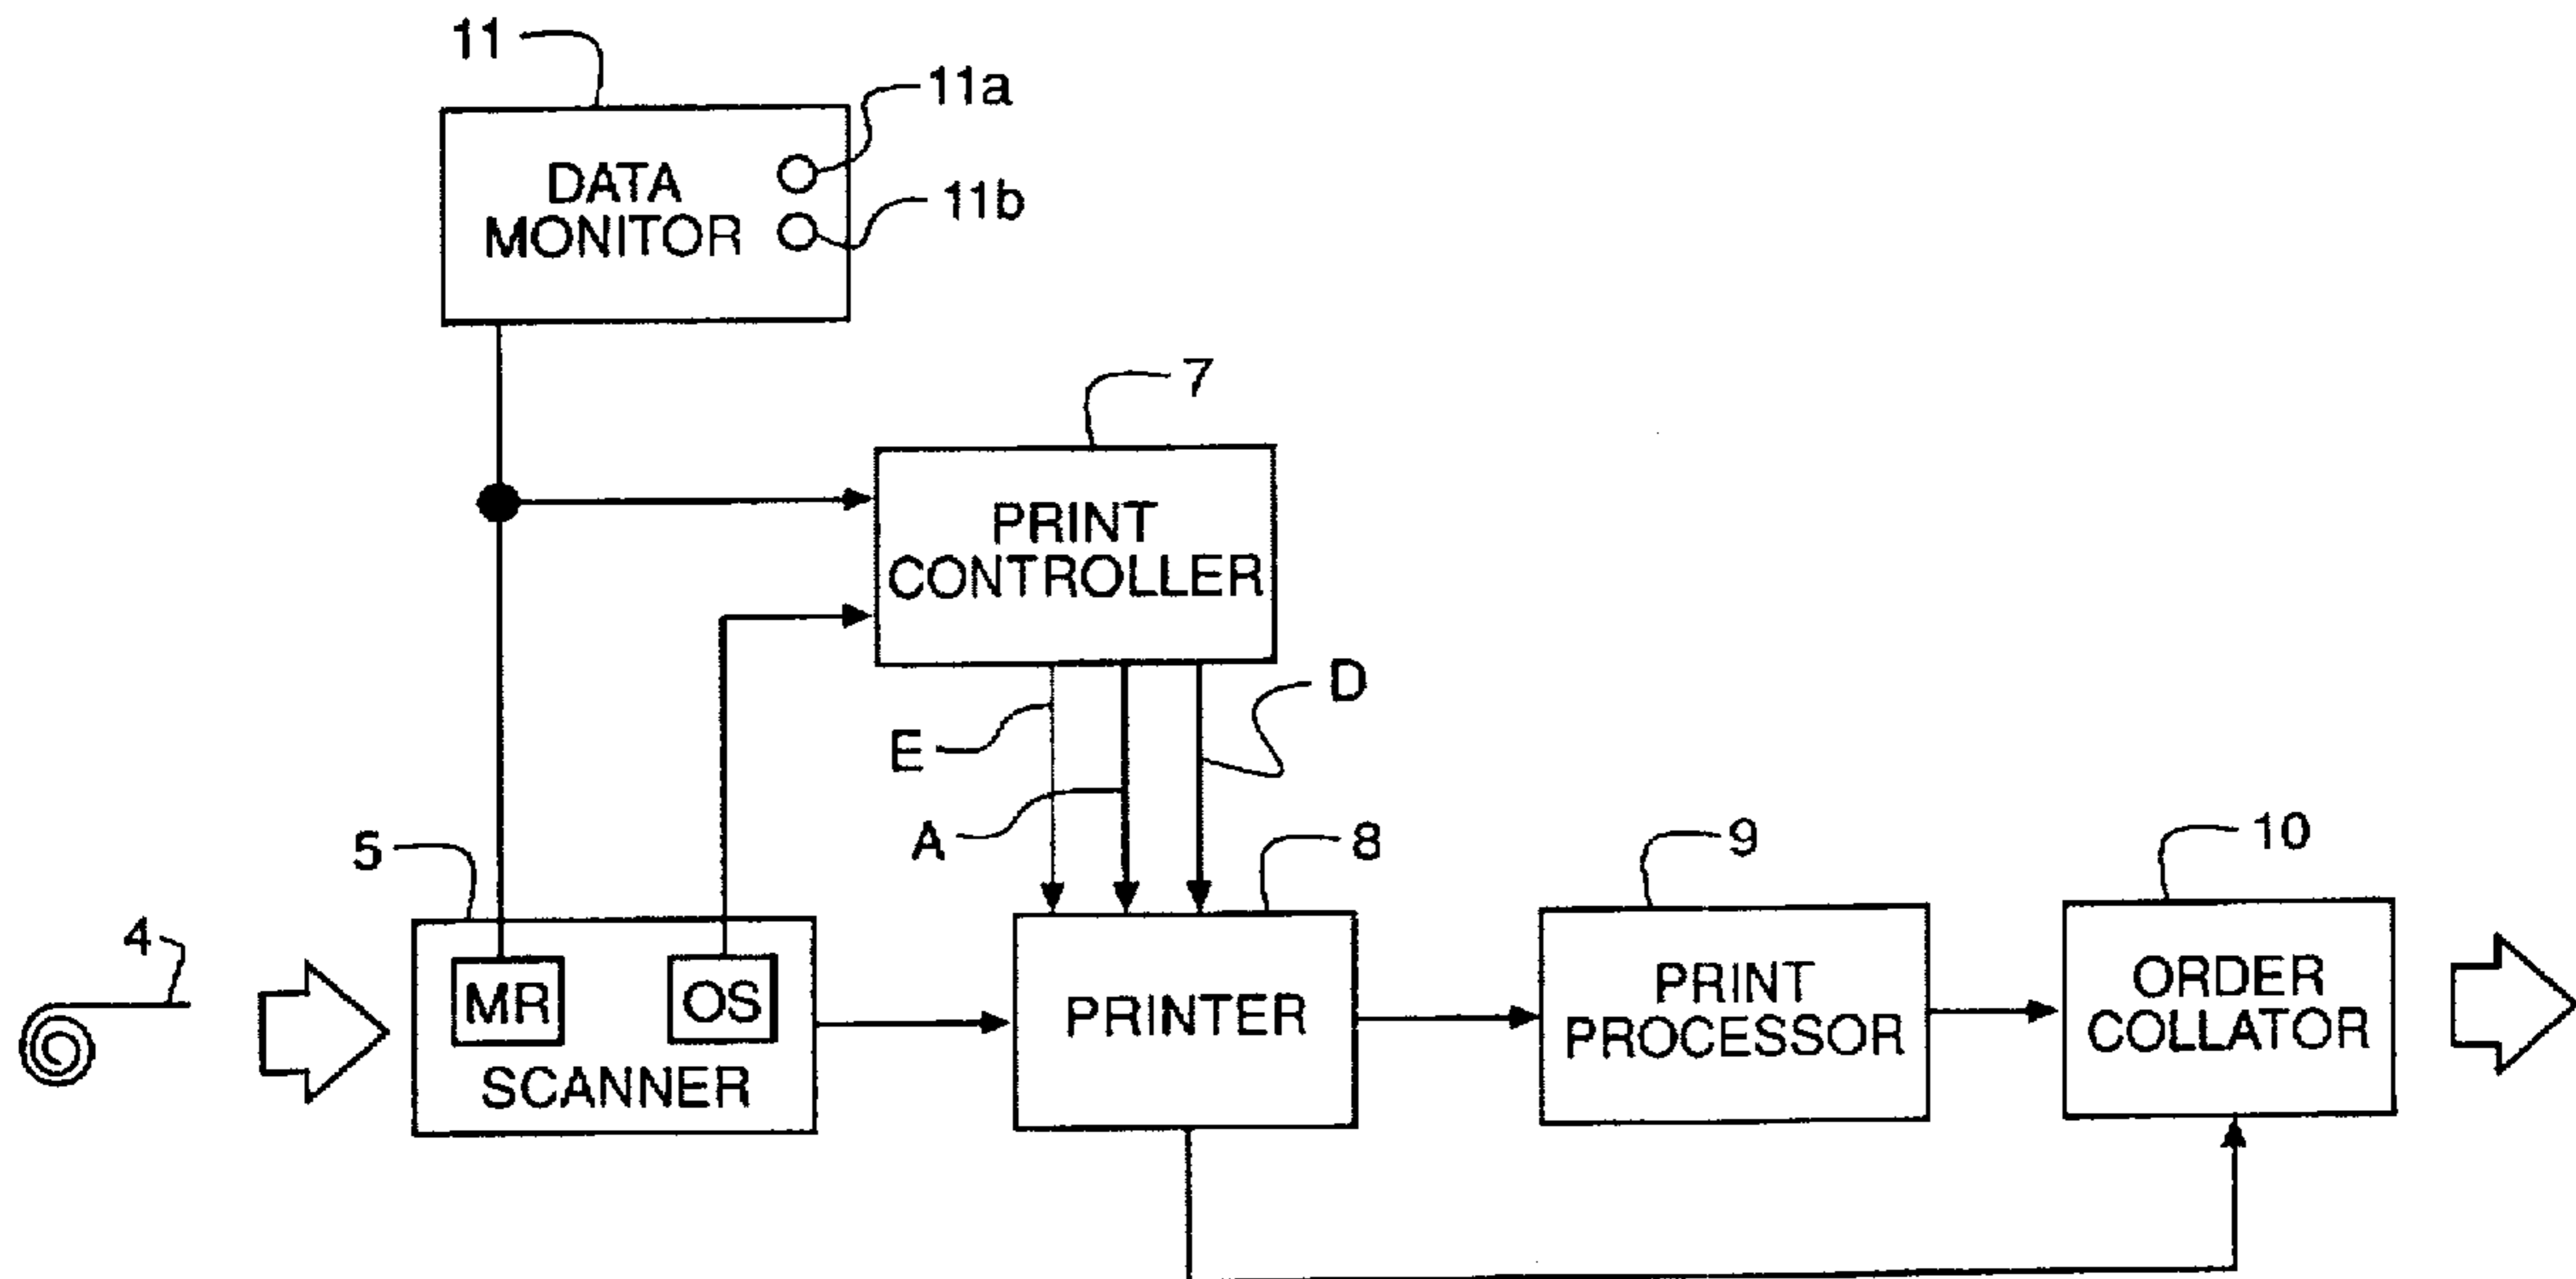 11
11a
DATA
MONITOR
11b
7
PRINT
CONTROLLER
E
D
A
5
8
9
10
4
MR
OS
SCANNER
PRINTER
PRINT
PROCESSOR
ORDER
COLLATOR